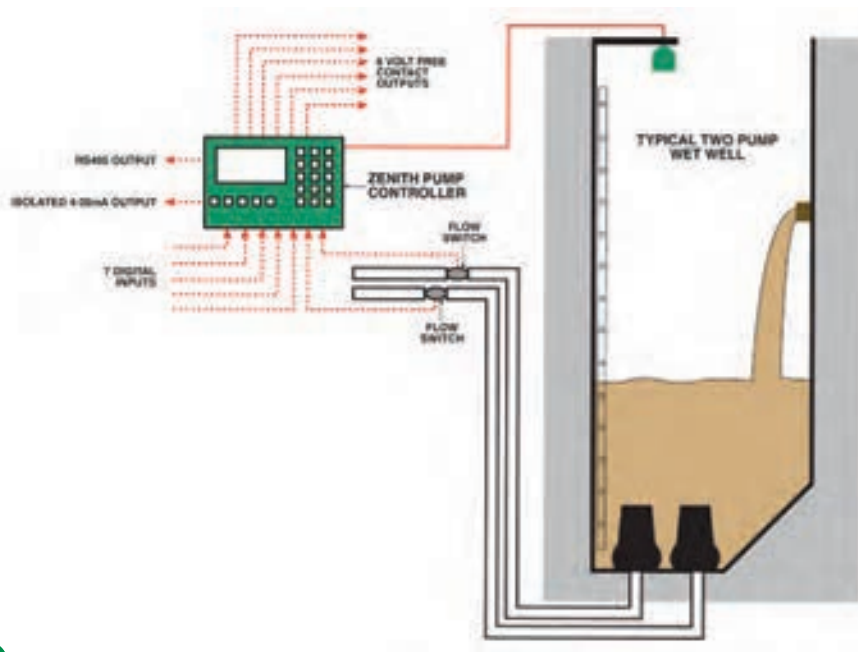 6 VOLT FREE
CONTACT
OUTPUTS
RS485 OUTPUT
ISOLATED 4-20mA OUTPUT
ZENITH PUMP
CONTROLLER
TYPICAL TWO PUMP
WET WELL
FLOW
SWITCH
7 DIGITAL
INPUTS
FLOW
SWITCH